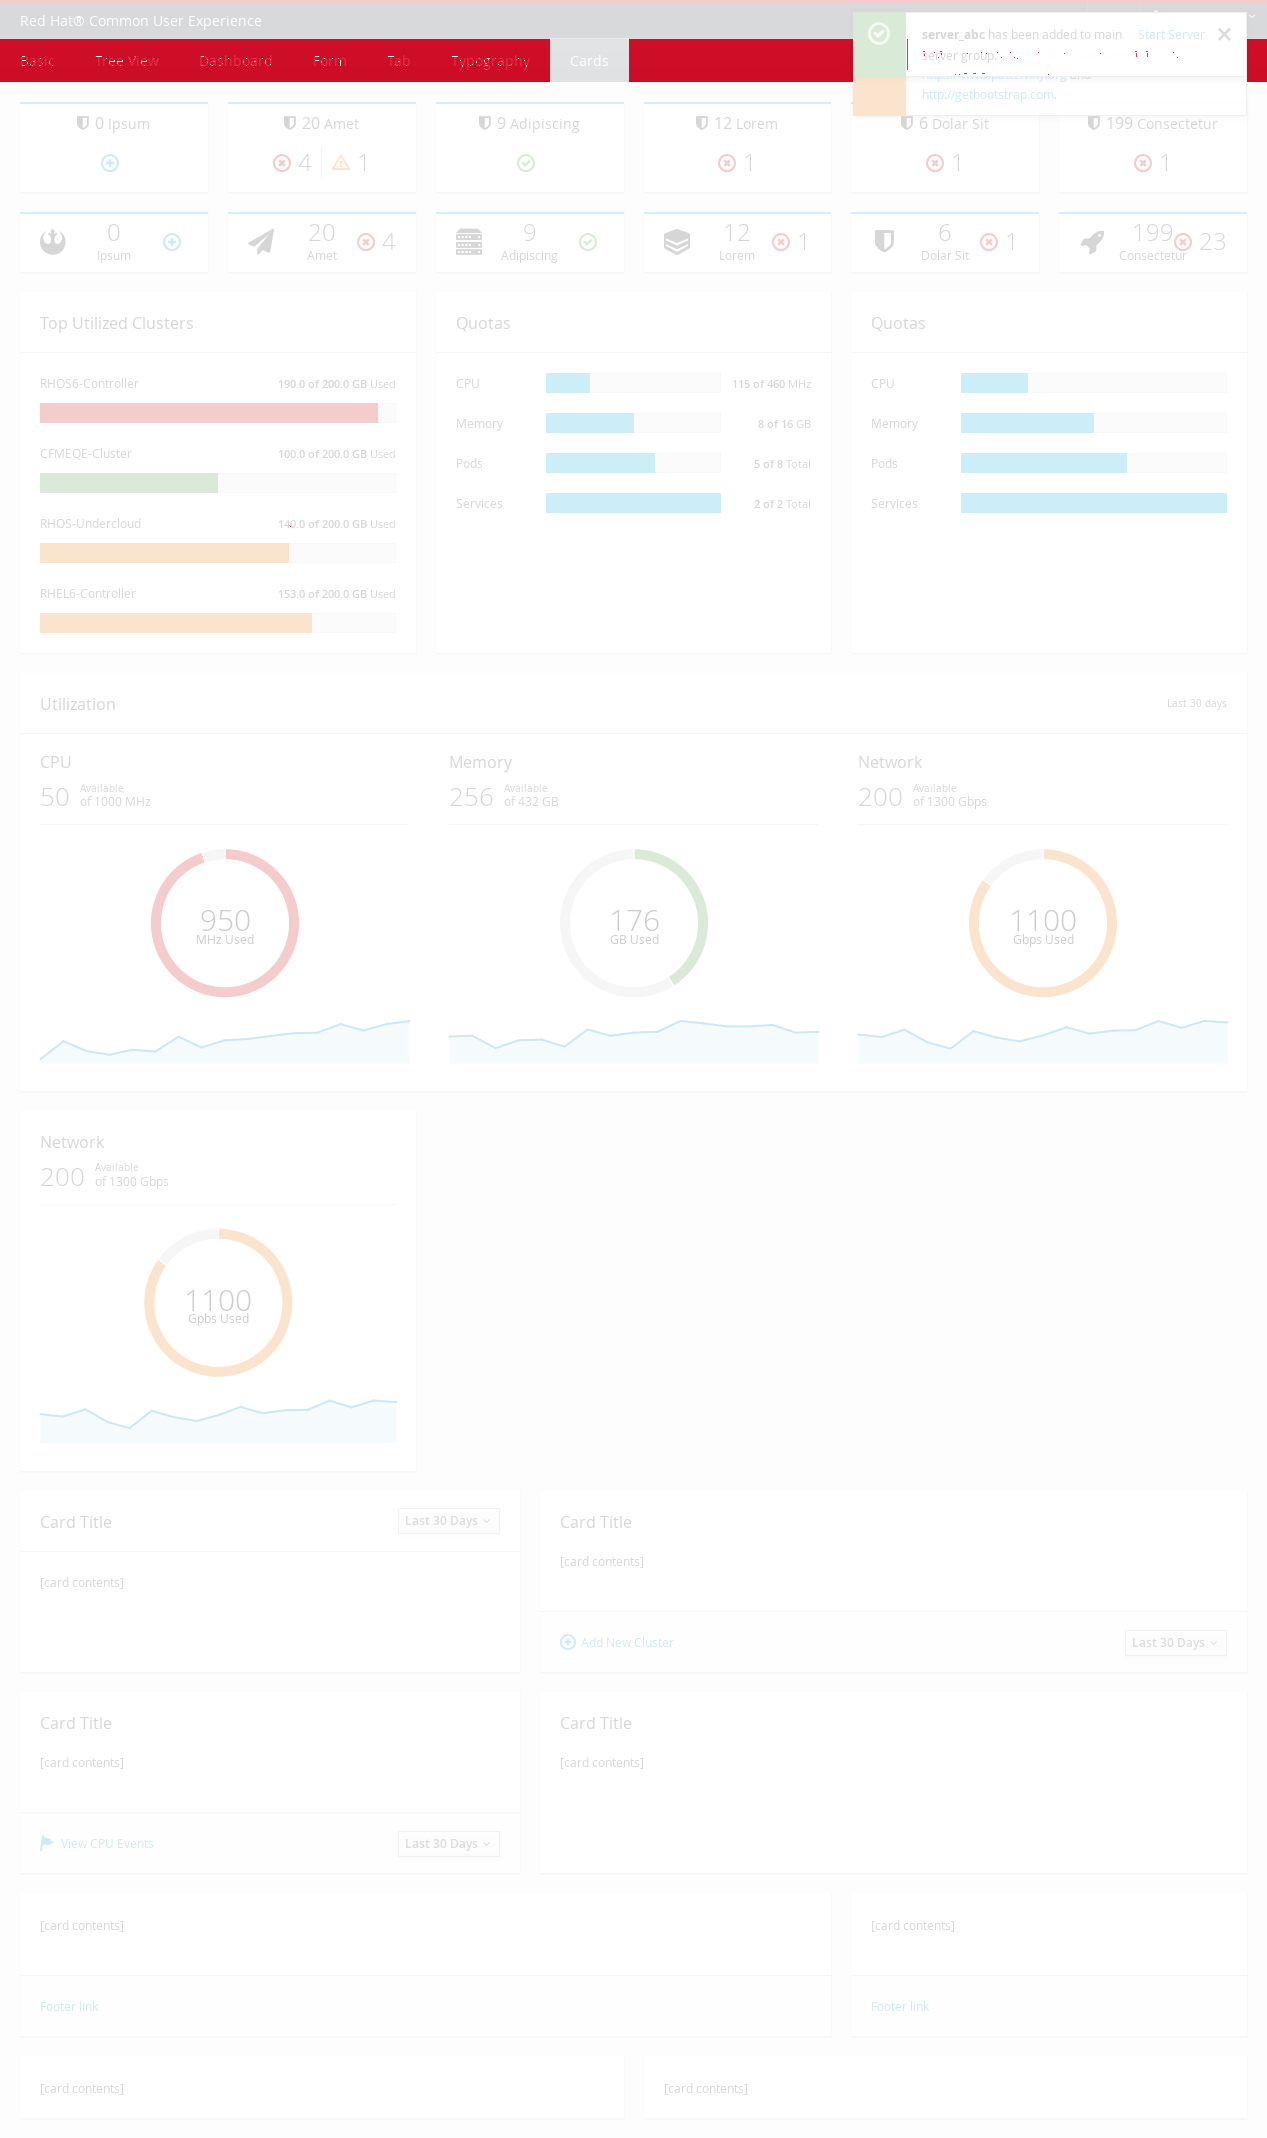 Red Hat® Common User Experience
server_abc has been added to main
server group.
Start Server
http://getbootstrap.com.
Basic Tree View Dashboard Form Tab Typography Cards
0 Ipsum
20 Amet
4 1
9 Adipiscing
12 Lorem
1
6 Dolar Sit
1
199 Consectetur
1
0
Ipsum
20
Amet
4
9
Adipiscing
12
Lorem
1
6
Dolar Sit
1
199
Consectetur
23
Top Utilized Clusters
RHOS6-Controller 190.0 of 200.0 GB Used
CFMEQE-Cluster 100.0 of 200.0 GB Used
RHOS-Undercloud 140.0 of 200.0 GB Used
RHEL6-Controller 153.0 of 200.0 GB Used
Quotas
CPU 115 of 460 MHz
Memory 8 of 16 GB
Pods 5 of 8 Total
Services 2 of 2 Total
Quotas
CPU
Memory
Pods
Services
Utilization Last 30 days
CPU
50 Available
of 1000 MHz
950
MHz Used
Memory
256 Available
of 432 GB
176
GB Used
Network
200 Available
of 1300 Gbps
1100
Gbps Used
Network
200 Available
of 1300 Gbps
1100
Gpbs Used
Card Title Last 30 Days
[card contents]
Card Title
[card contents]
Add New Cluster Last 30 Days
Card Title
[card contents]
View CPU Events Last 30 Days
Card Title
[card contents]
[card contents]
Footer link
[card contents]
Footer link
[card contents]
[card contents]